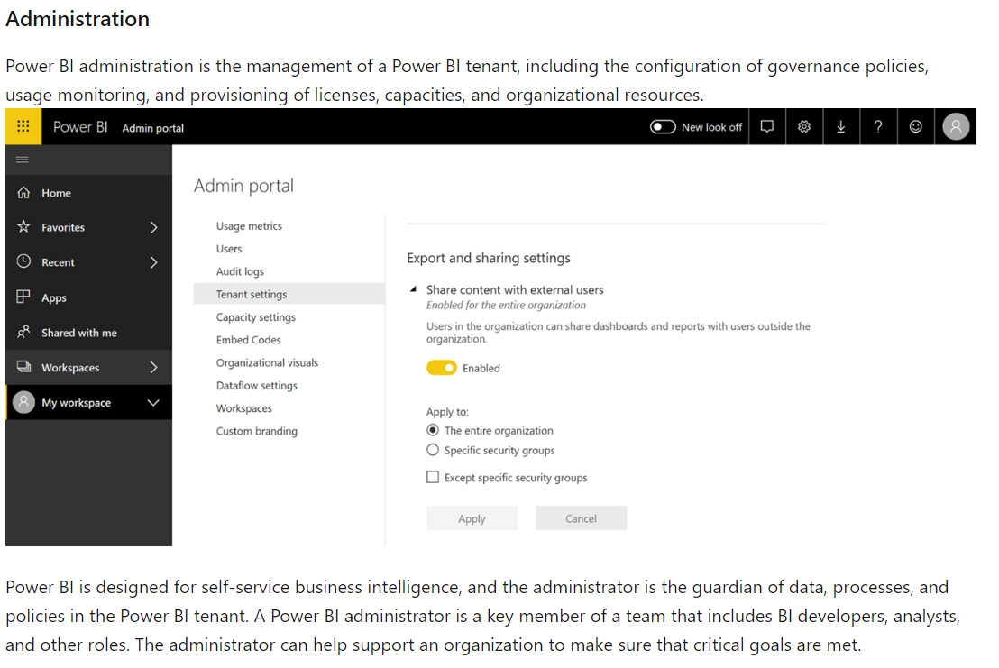 Administration
Power BI administration is the management of a Power BI tenant, including the configuration of governance policies,
usage monitoring, and provisioning of licenses, capacities, and organizational resources.
Power BI Admin portal New look off ?
Home
Favorites
Recent
Apps
Shared with me
Workspaces
My workspace
Admin portal
Usage metrics
Users
Audit logs
Tenant settings
Capacity settings
Embed Codes
Organizational visuals
Dataflow settings
Workspaces
Custom branding
Export and sharing settings
Share content with external users
Enabled for the entire organization
Users in the organization can share dashboards and reports with users outside the
organization.
Enabled
Apply to:
The entire organization
Specific security groups
Except specific security groups
Apply Cancel
Power BI is designed for self-service business intelligence, and the administrator is the guardian of data, processes, and
policies in the Power BI tenant. A Power BI administrator is a key member of a team that includes BI developers, analysts,
and other roles. The administrator can help support an organization to make sure that critical goals are met.